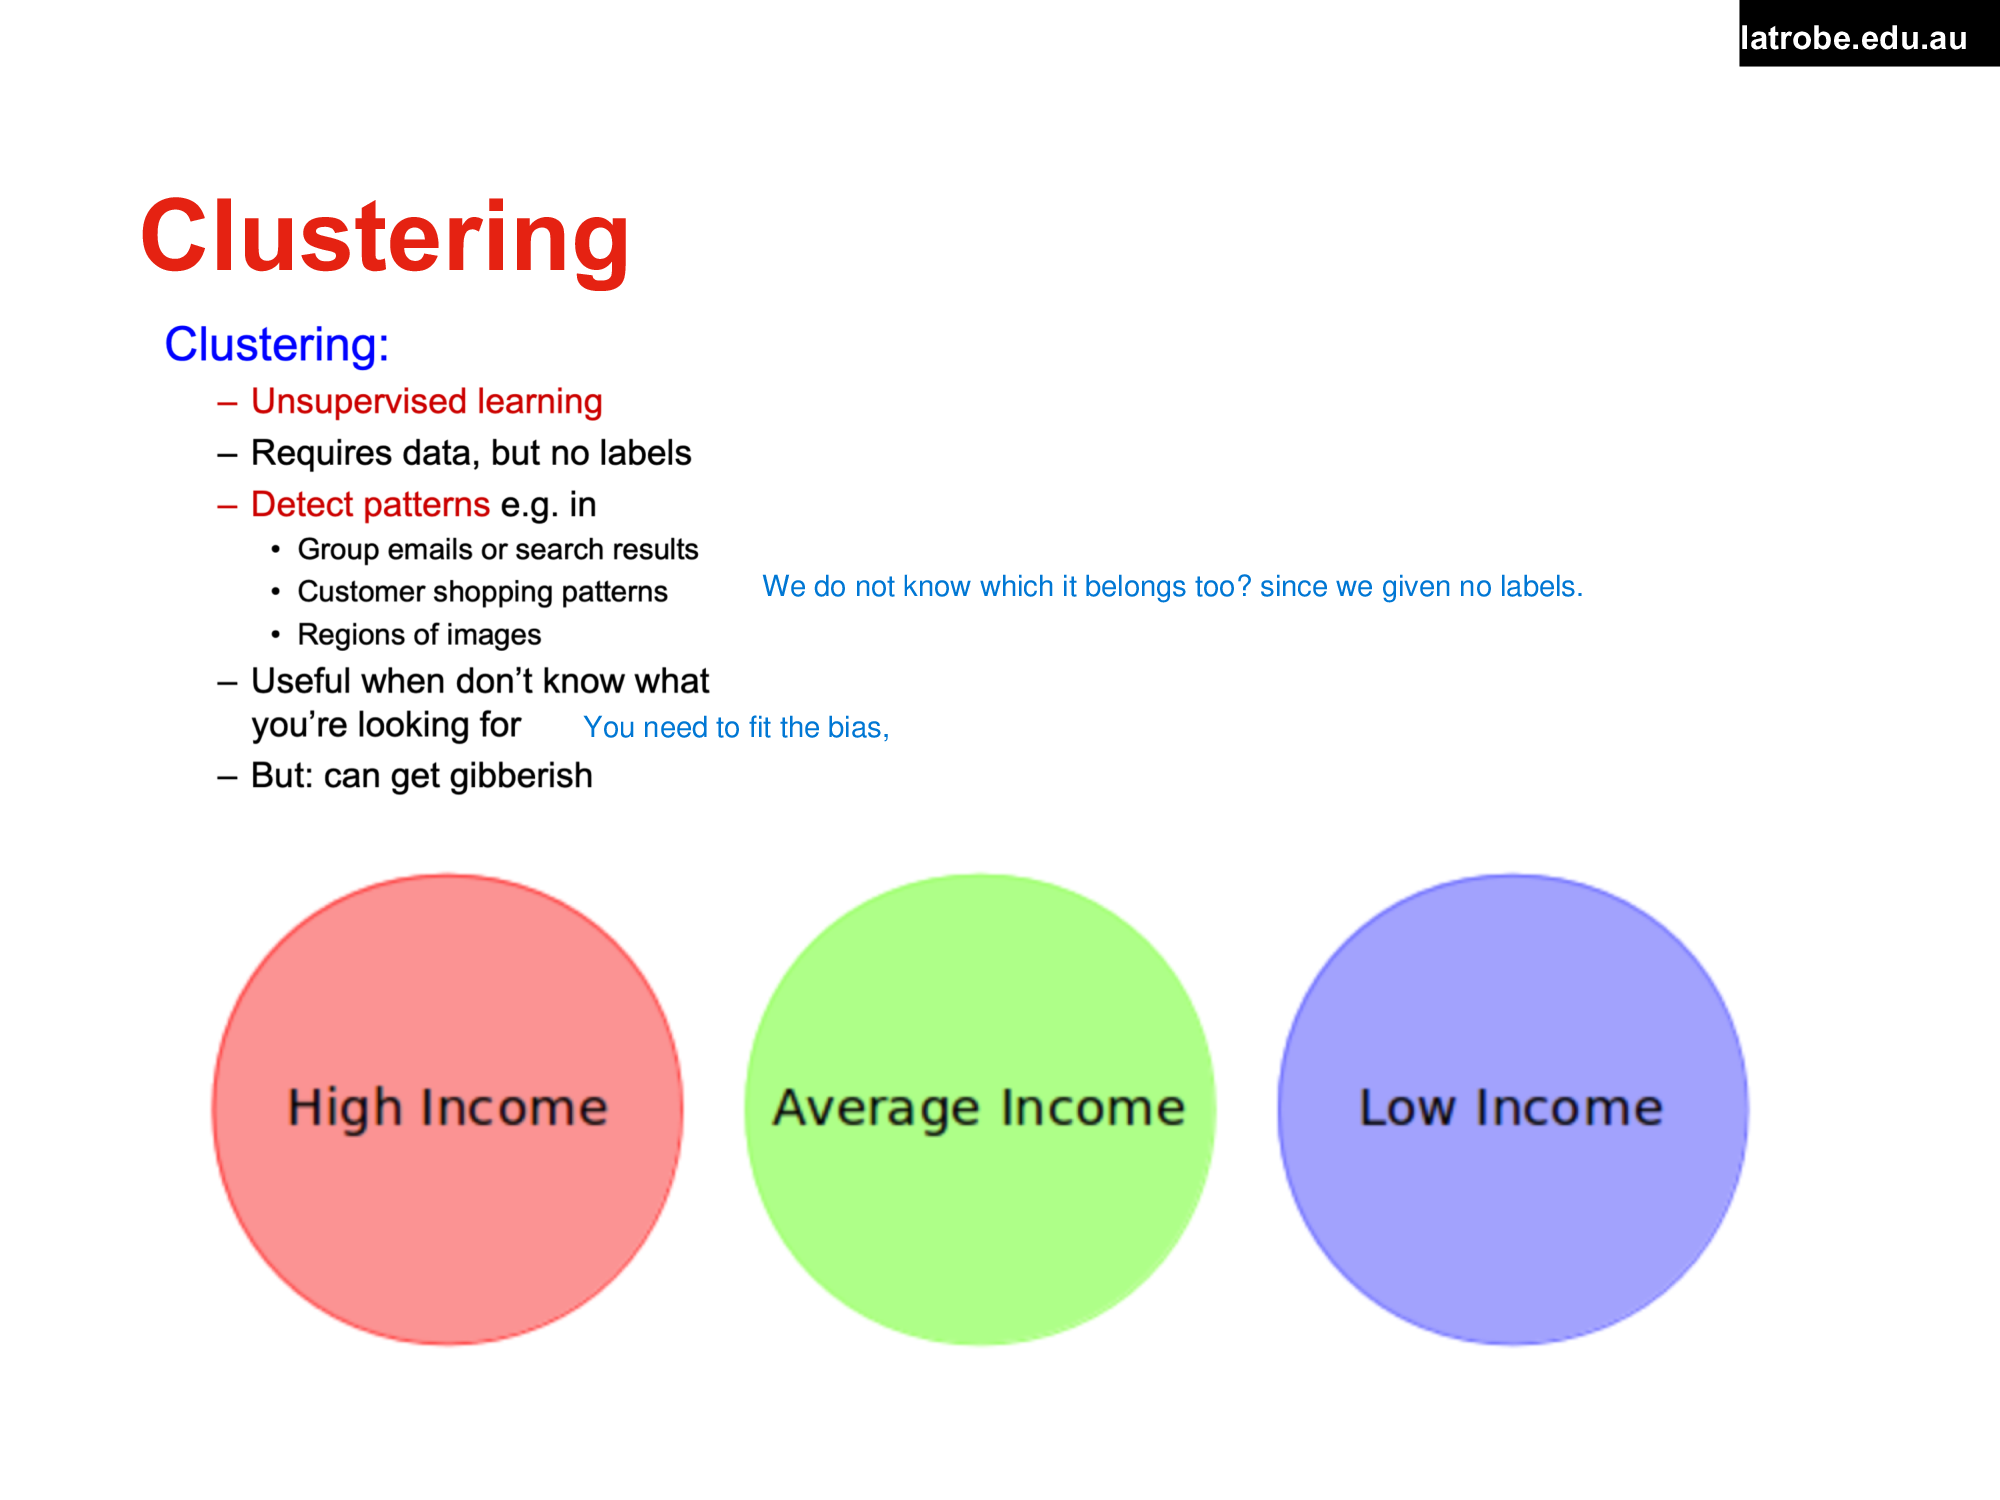 latrobe.edu.au
Clustering
Clustering:
– Unsupervised learning
– Requires data, but no labels
– Detect patterns e.g. in
• Group emails or search results
• Customer shopping patterns
We do not know which it belongs too? since we given no labels.
• Regions of images
– Useful when don’t know what
you’re looking for
You need to fit the bias,
– But: can get gibberish
High Income
Average Income
Low Income